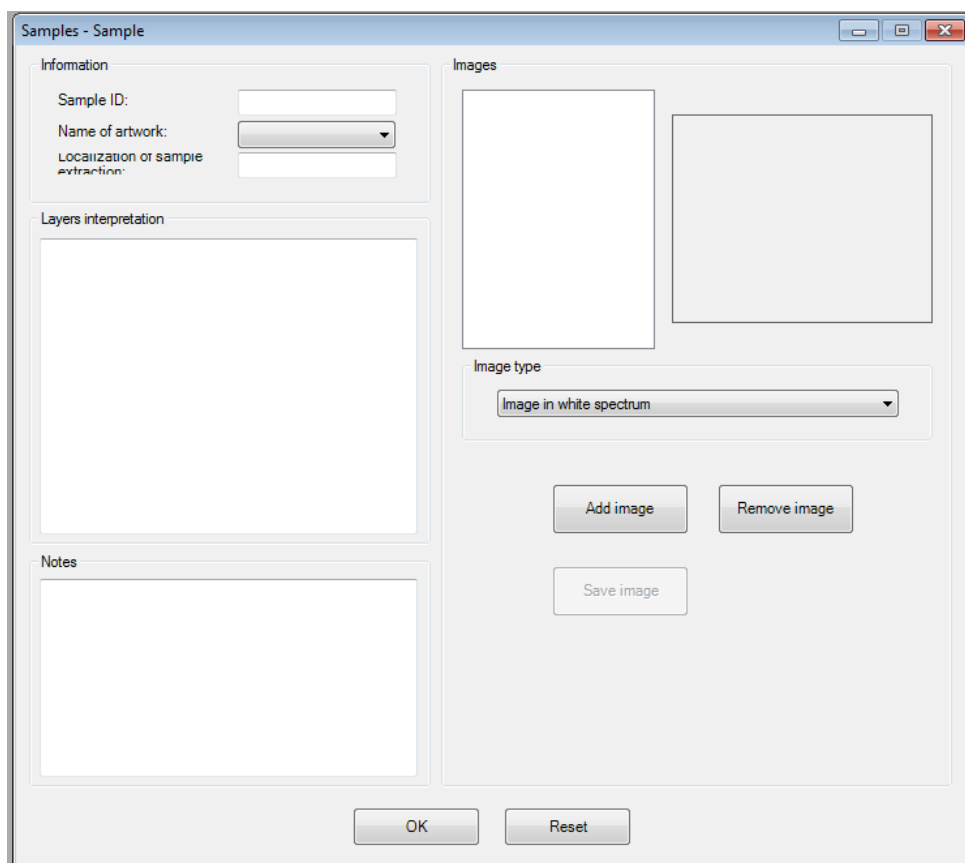 Samples - Sample
Information
Sample ID:
Name of artwork:
Localization of sample
extraction:
Layers interpretation
Notes
Images
Image type
Image in white spectrum
Add image
Remove image
Save image
OK
Reset